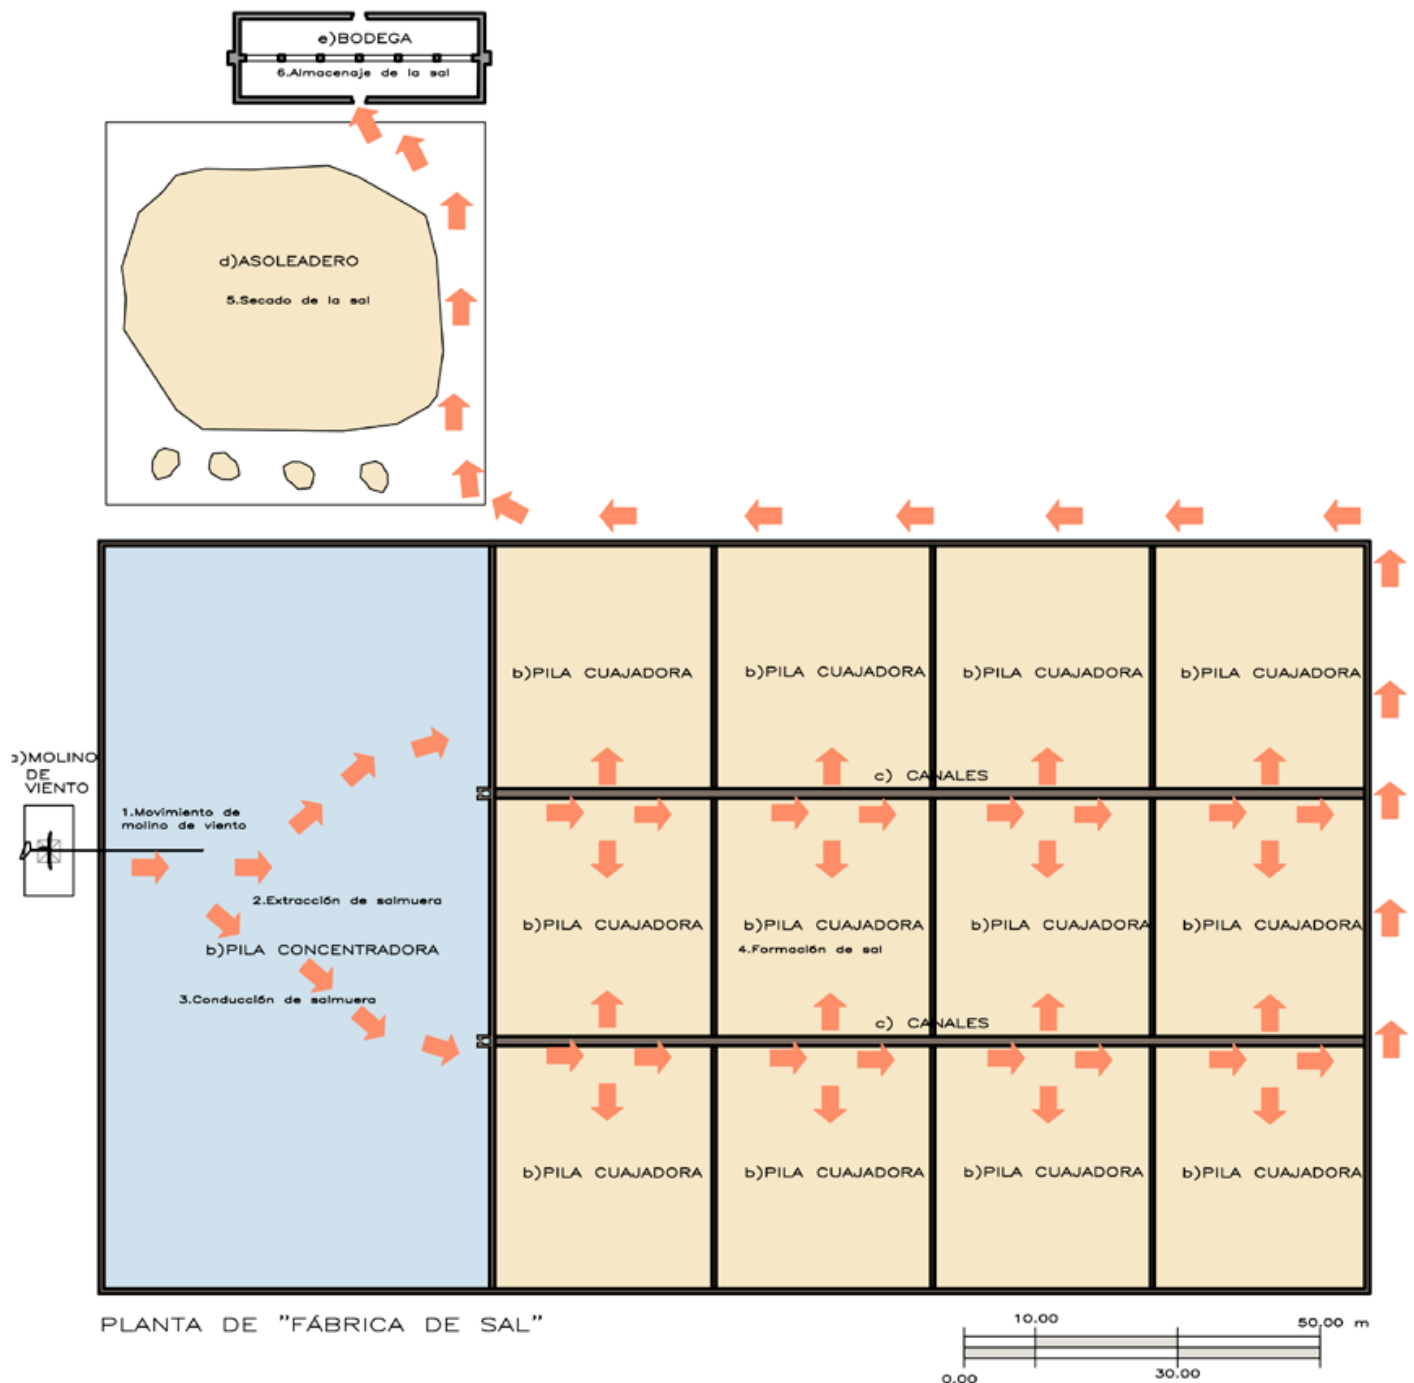 e)BODEGA
6.Almacenaje de la sal
d)ASOLEADERO
5.Secado de la sal
b)PILA CUAJADORA
b)PILA CUAJADORA
b)PILA CUAJADORA
b)PILA CUAJADORA
a)MOLINO
DE
VIENTO
c) CANALES
1.Movimiento de
molino de viento
2.Extracción de salmuera
b)PILA CONCENTRADORA
3.Conducción de salmuera
b)PILA CUAJADORA
b)PILA CUAJADORA
b)PILA CUAJADORA
b)PILA CUAJADORA
4.Formación de sal
c) CANALES
b)PILA CUAJADORA
b)PILA CUAJADORA
b)PILA CUAJADORA
b)PILA CUAJADORA
PLANTA DE "FÁBRICA DE SAL"
10.00
50.00 m
0.00
30.00